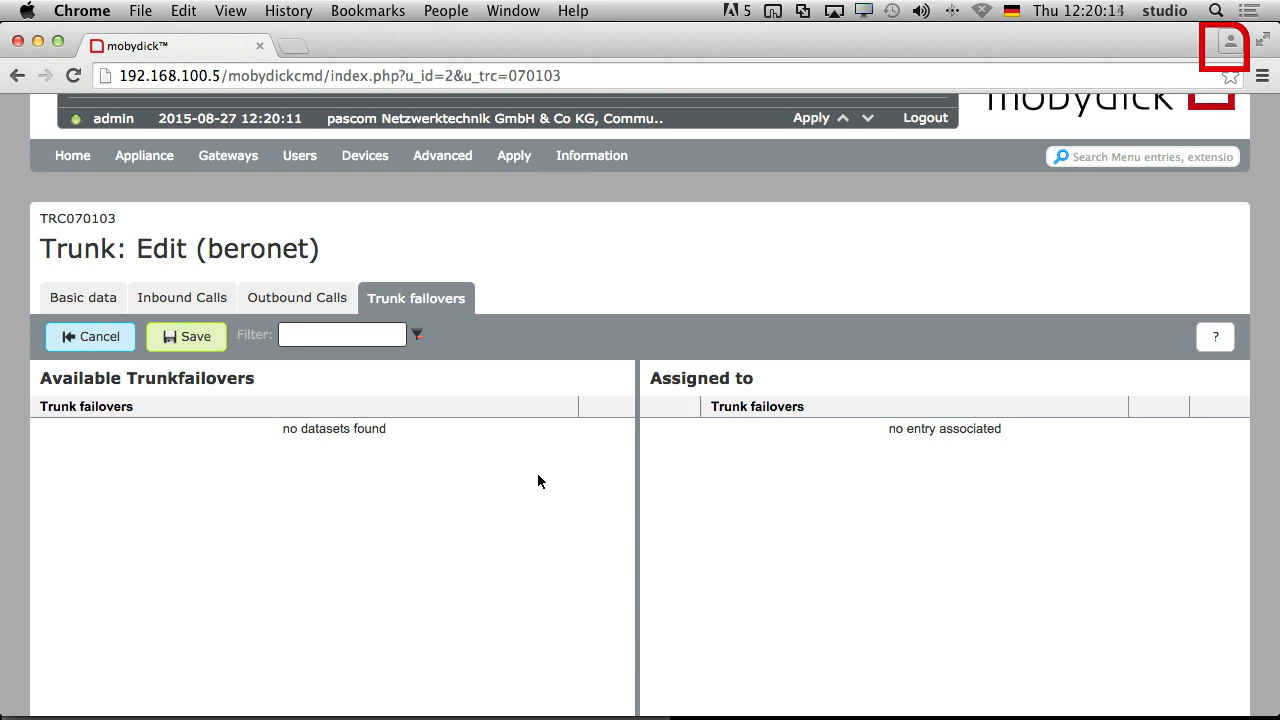 Chrome File Edit View History Bookmarks People Window Help 5 Thu 12:20:13 studio
mobydick™
192.168.100.5/mobydickcmd/index.php?u_id=2&u_trc=070103
mobydick
admin 2015-08-27 12:20:11 pascom Netzwerktechnik GmbH & Co KG, Commu.. Apply Logout
Home Appliance Gateways Users Devices Advanced Apply Information Search Menu entries, extensio
TRC070103
Trunk: Edit (beronet)
Basic data Inbound Calls Outbound Calls Trunk failovers
Cancel Save Filter: ?
Available Trunkfailovers Assigned to
Trunk failovers Trunk failovers
no datasets found no entry associated